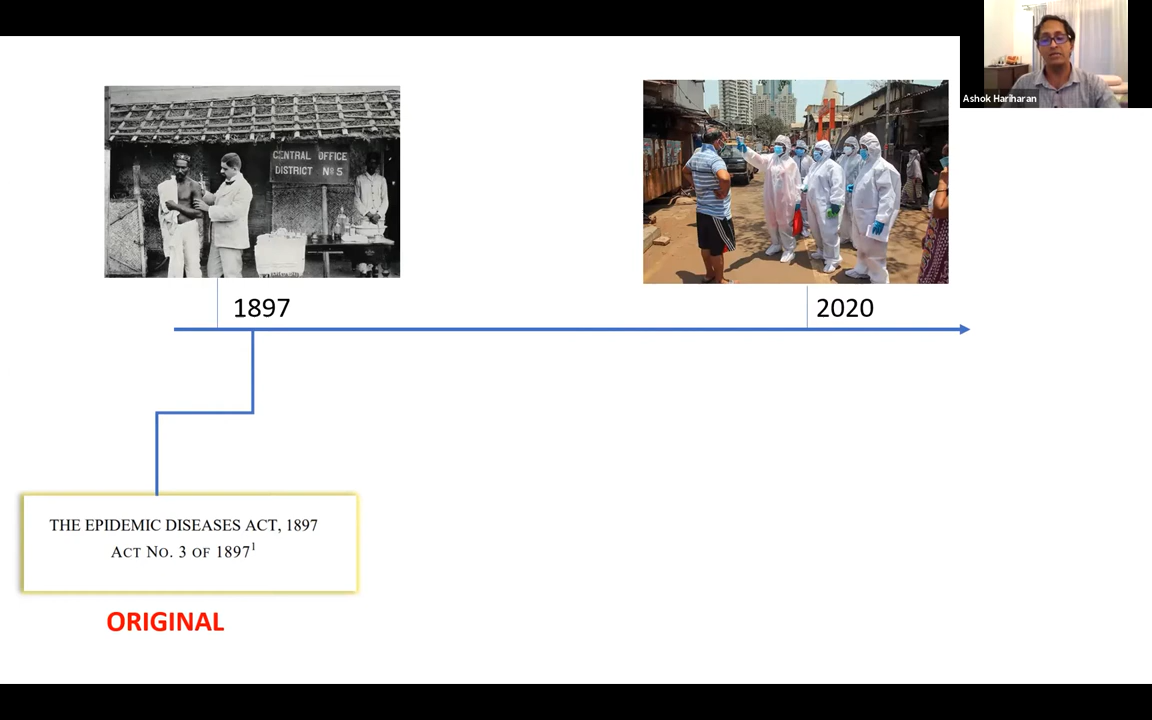 Ashok Hariharan
CENTRAL OFFICE
DISTRICT Nº 5
1897
2020
THE EPIDEMIC DISEASES ACT, 1897
ACT NO. 3 OF 1897¹
ORIGINAL